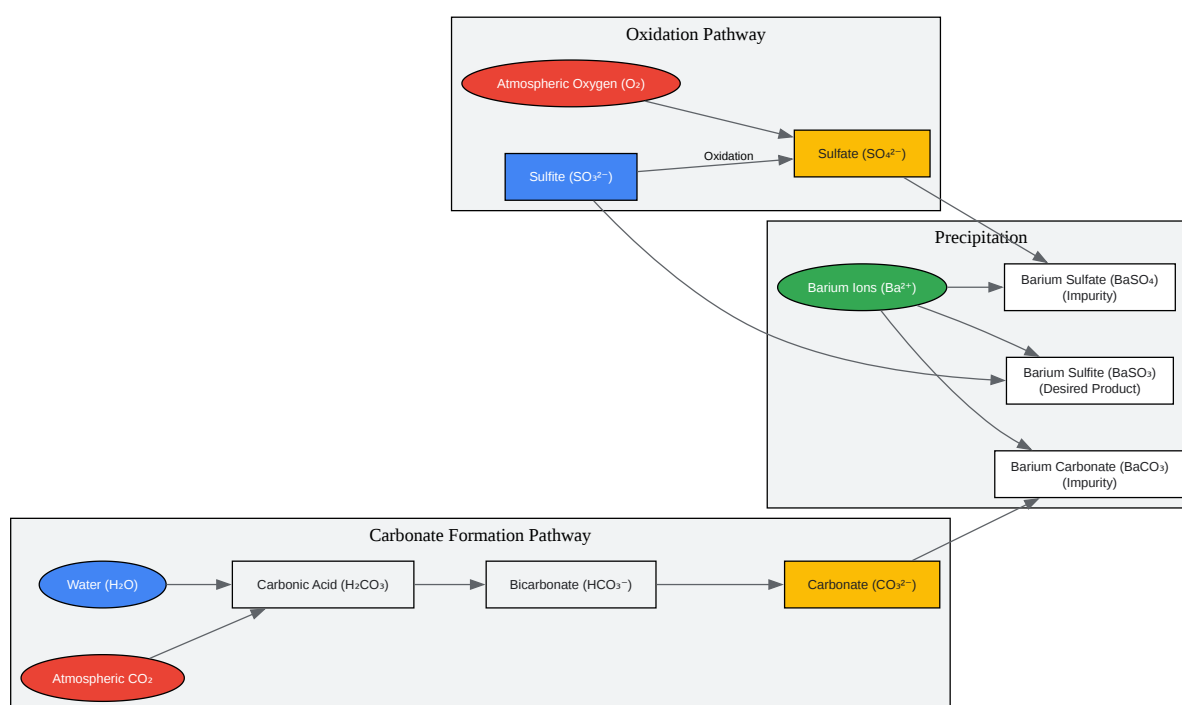 Oxidation Pathway
Atmospheric Oxygen (O₂)
Oxidation
Sulfate (SO₄²⁻)
Sulfite (SO₃²⁻)
Precipitation
Barium Ions (Ba²⁺)
Barium Sulfate (BaSO₄)
(Impurity)
Barium Sulfite (BaSO₃)
(Desired Product)
Barium Carbonate (BaCO₃)
(Impurity)
Carbonate Formation Pathway
Water (H₂O)
Carbonic Acid (H₂CO₃)
Bicarbonate (HCO₃⁻)
Carbonate (CO₃²⁻)
Atmospheric CO₂